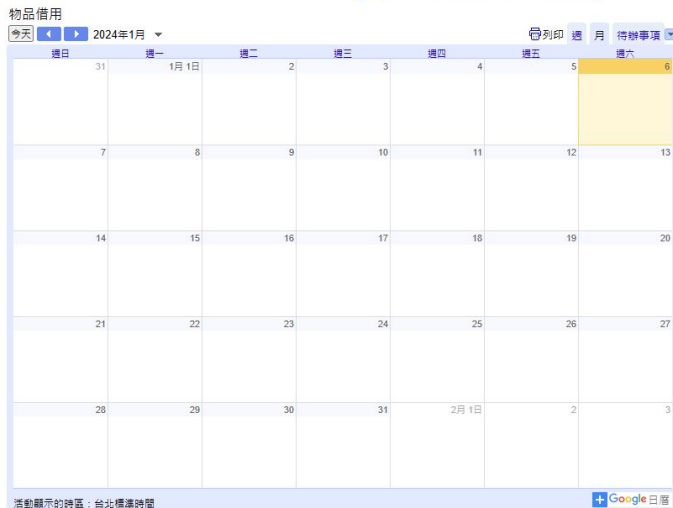 物品借用
今天 2024年1月 列印 週 月 待辦事項
週日 週一 週二 週三 週四 週五 週六
31 1月 1日 2 3 4 5 6
7 8 9 10 11 12 13
14 15 16 17 18 19 20
21 22 23 24 25 26 27
28 29 30 31 2月 1日 2 3
活動顯示的時區：台北標準時間
+ Google 日曆